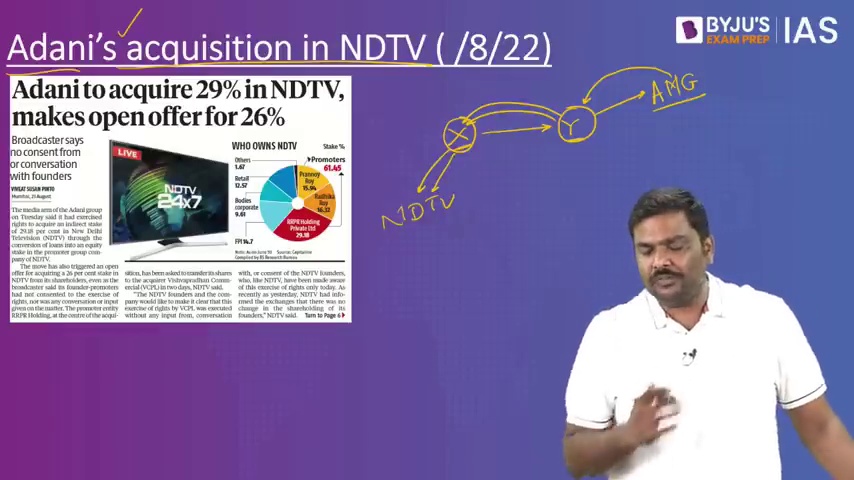 Adani's acquisition in NDTV ( /8/22)
BYJU'S
EXAM PREP
IAS
Adani to acquire 29% in NDTV,
makes open offer for 26%
Broadcaster says
no consent from
or conversation
with founders
VIVEAT SUSAN PINTO
Mumbai, 23 August
The media arm of the Adani group
on Tuesday said it had exercised
rights to acquire an indirect stake
of 29.18 per cent in New Delhi
Television (NDTV) through the
conversion of loans into an equity
stake in the promoter group com-
pany of NDTV.
The move has also triggered an open
offer for acquiring a 26 per cent stake in
NDTV from its shareholders, even as the
broadcaster said its founder-promoters
had not consented to the exercise of
rights, nor was any conversation or input
given on the matter. The promoter entity
RRPR Holding, at the centre of the acqui-
LIVE
NDTV
24x7
WHO OWNS NDTV
Stake %
Others
1.67
Retail
12.57
Bodies
corporate
9.61
FPI 14.7
Promoters
61.45
Prannoy
Roy
15.94
Radhika
Roy
16.32
RRPR Holding
Private Ltd
29.18
Note: As on June 30 Source: Capitaline
Compiled by BS Research Bureau
sition, has been asked to transfer its shares
to the acquirer Vishvapradhan Comme-
rcial (VCPL) in two days, NDTV said.
"The NDTV founders and the company
would like to make it clear that this
exercise of rights by VCPL was executed
without any input from, conversation
with, or consent of the NDTV founders,
who, like NDTV, have been made aware
of this exercise of rights only today. As
recently as yesterday, NDTV had infor-
med the exchanges that there was no
change in the shareholding of its
founders," NDTV said. Turn to Page 6
X
Y
AMG
NDTV